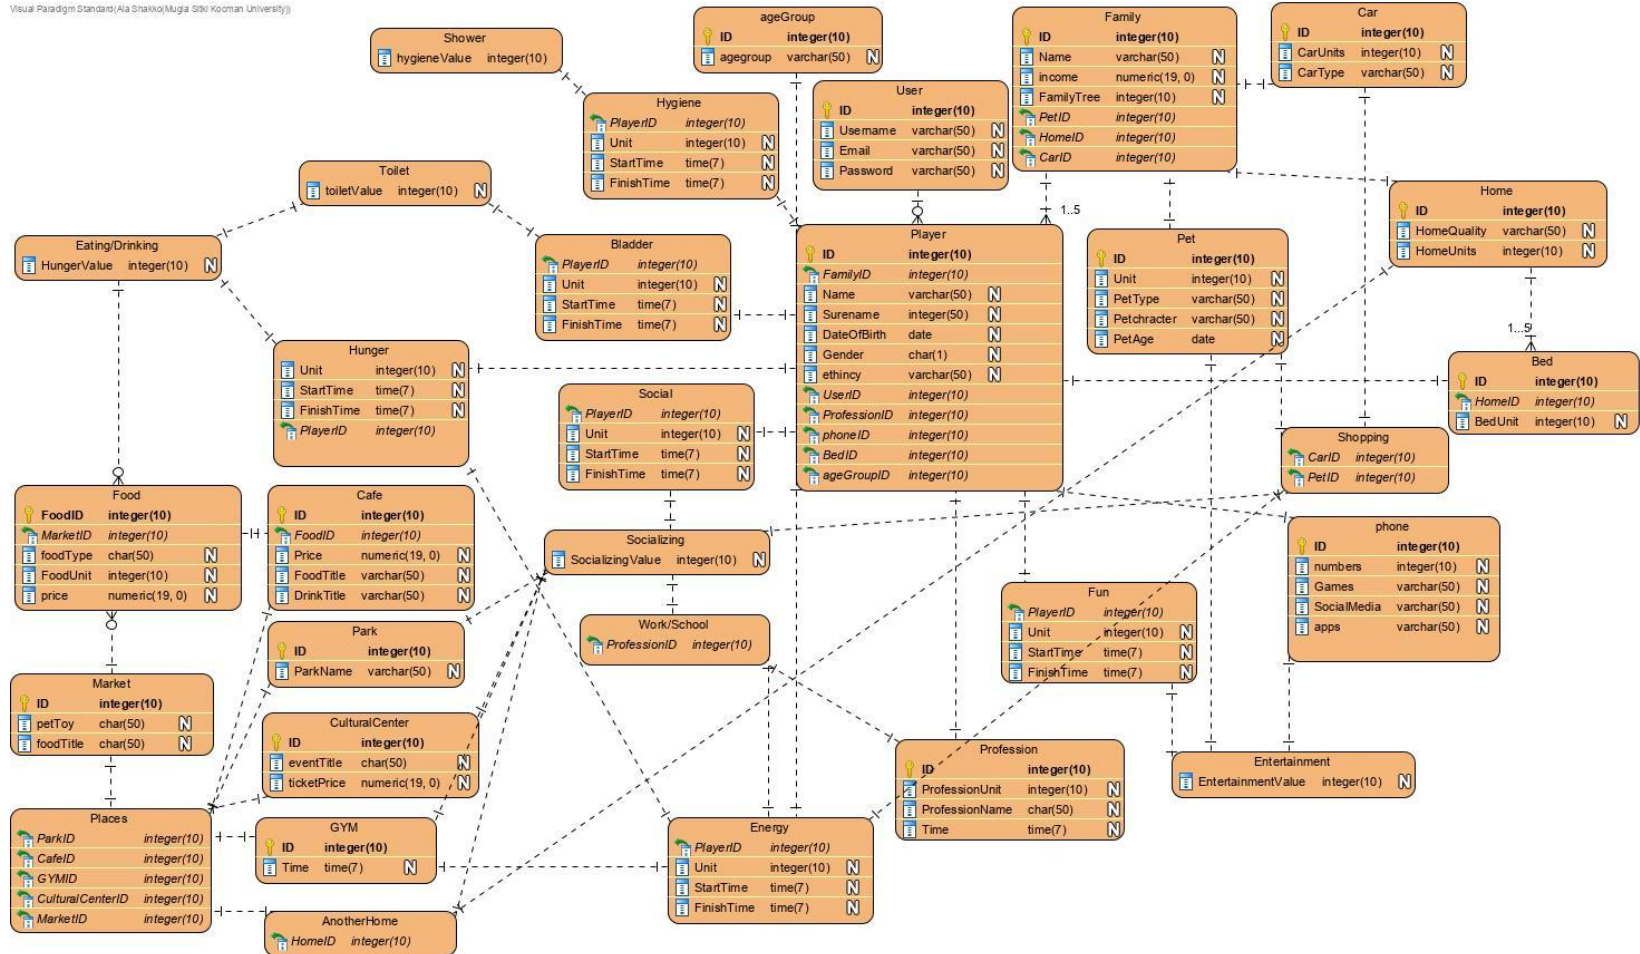 Visual Paradigm Standard(Ala Shakko(Mugla Sitki Kocman University))
Shower
hygieneValue integer(10)
ageGroup
ID integer(10)
agegroup varchar(50) N
Family
ID integer(10)
Name varchar(50) N
income numeric(19, 0) N
FamilyTree integer(10) N
PetID integer(10)
HomeID integer(10)
CarID integer(10)
Car
ID integer(10)
CarUnits integer(10) N
CarType varchar(50) N
Hygiene
PlayerID integer(10)
Unit integer(10) N
StartTime time(7) N
FinishTime time(7) N
User
ID integer(10)
Username varchar(50) N
Email varchar(50) N
Password varchar(50) N
Toilet
toiletValue integer(10) N
Home
ID integer(10)
HomeQuality varchar(50) N
HomeUnits integer(10) N
1..5
Eating/Drinking
HungerValue integer(10) N
Bladder
PlayerID integer(10)
Unit integer(10) N
StartTime time(7) N
FinishTime time(7) N
Player
ID integer(10)
FamilyID integer(10)
Name varchar(50) N
Surename integer(50) N
DateOfBirth date N
Gender char(1) N
ethincy varchar(50) N
UserID integer(10)
ProfessionID integer(10)
phoneID integer(10)
BedID integer(10)
ageGroupID integer(10)
Pet
ID integer(10)
Unit integer(10) N
PetType varchar(50) N
Petchracter varchar(50) N
PetAge date N
1...5
Hunger
Unit integer(10) N
StartTime time(7) N
FinishTime time(7) N
PlayerID integer(10)
Social
PlayerID integer(10)
Unit integer(10) N
StartTime time(7) N
FinishTime time(7) N
Bed
ID integer(10)
HomeID integer(10)
BedUnit integer(10) N
Shopping
CarID integer(10)
PetID integer(10)
Food
FoodID integer(10)
MarketID integer(10)
foodType char(50) N
FoodUnit integer(10) N
price numeric(19, 0) N
Cafe
ID integer(10)
FoodID integer(10)
Price numeric(19, 0) N
FoodTitle varchar(50) N
DrinkTitle varchar(50) N
Socializing
SocializingValue integer(10) N
phone
ID integer(10)
numbers integer(10) N
Games varchar(50) N
SocialMedia varchar(50) N
apps varchar(50) N
Park
ID integer(10)
ParkName varchar(50) N
Work/School
ProfessionID integer(10)
Fun
PlayerID integer(10)
Unit integer(10) N
StartTime time(7) N
FinishTime time(7) N
Market
ID integer(10)
petToy char(50) N
foodTitle char(50) N
CulturalCenter
ID integer(10)
eventTitle char(50) N
ticketPrice numeric(19, 0) N
Profession
ID integer(10)
ProfessionUnit integer(10) N
ProfessionName char(50) N
Time time(7) N
Entertainment
EntertainmentValue integer(10) N
Places
ParkID integer(10)
CafeID integer(10)
GYMID integer(10)
CulturalCenterID integer(10)
MarketID integer(10)
GYM
ID integer(10)
Time time(7) N
Energy
PlayerID integer(10)
Unit integer(10) N
StartTime time(7) N
FinishTime time(7) N
AnotherHome
HomeID integer(10)